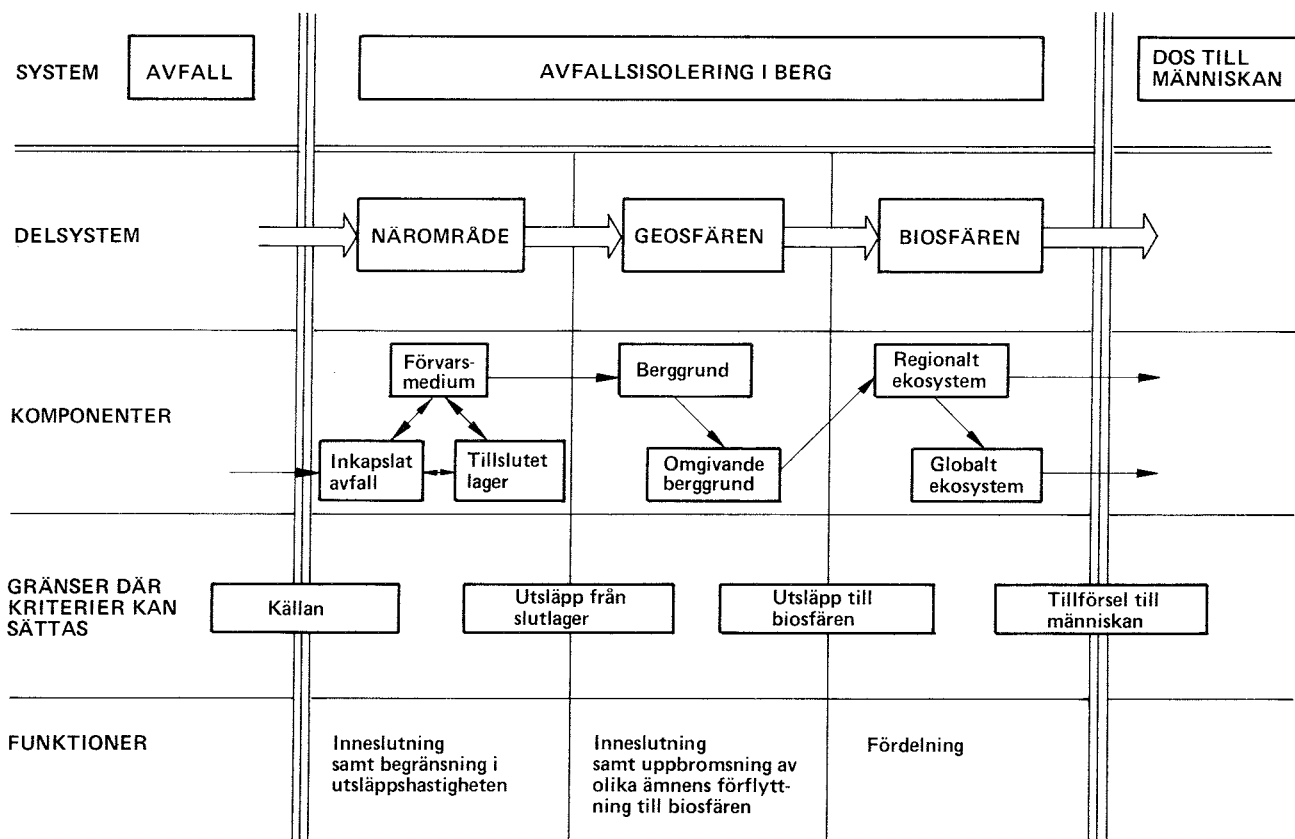 SYSTEM
AVFALL
AVFALLSISOLERING I BERG
DOS TILL
MÄNNISKAN
DELSYSTEM
NÄROMRÅDE
GEOSFÄREN
BIOSFÄREN
KOMPONENTER
Förvars-
medium
Berggrund
Regionalt
ekosystem
Inkapslat
avfall
Tillslutet
lager
Omgivande
berggrund
Globalt
ekosystem
GRÄNSER DÄR
KRITERIER KAN
SÄTTAS
Källan
Utsläpp från
slutlager
Utsläpp till
biosfären
Tillförsel till
människan
FUNKTIONER
Inneslutning
samt begränsning i
utsläppshastigheten
Inneslutning
samt uppbromsning av
olika ämnens förflytt-
ning till biosfären
Fördelning